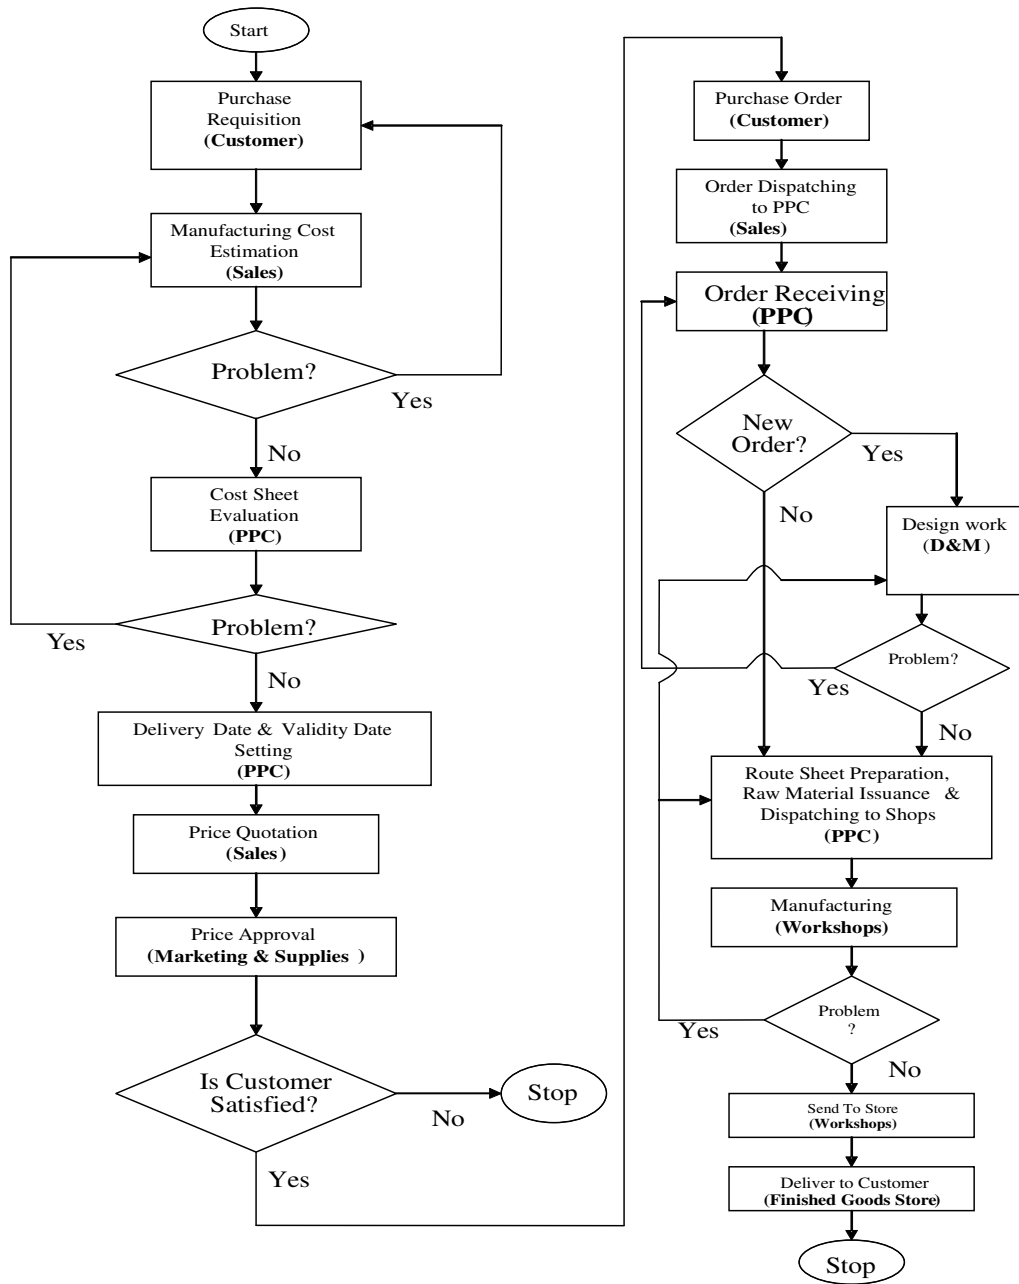 Start
Purchase
Requisition
(Customer)
Manufacturing Cost
Estimation
(Sales)
Problem?
Yes
No
Cost Sheet
Evaluation
(PPC)
Problem?
Yes
No
Delivery Date & Validity Date
Setting
(PPC)
Price Quotation
(Sales)
Price Approval
(Marketing & Supplies )
Is Customer
Satisfied?
No
Stop
Yes
Purchase Order
(Customer)
Order Dispatching
to PPC
(Sales)
Order Receiving
(PPC)
New
Order?
Yes
No
Design work
(D&M )
Problem?
Yes
No
Route Sheet Preparation,
Raw Material Issuance &
Dispatching to Shops
(PPC)
Manufacturing
(Workshops)
Problem
?
Yes
No
Send To Store
(Workshops)
Deliver to Customer
(Finished Goods Store)
Stop